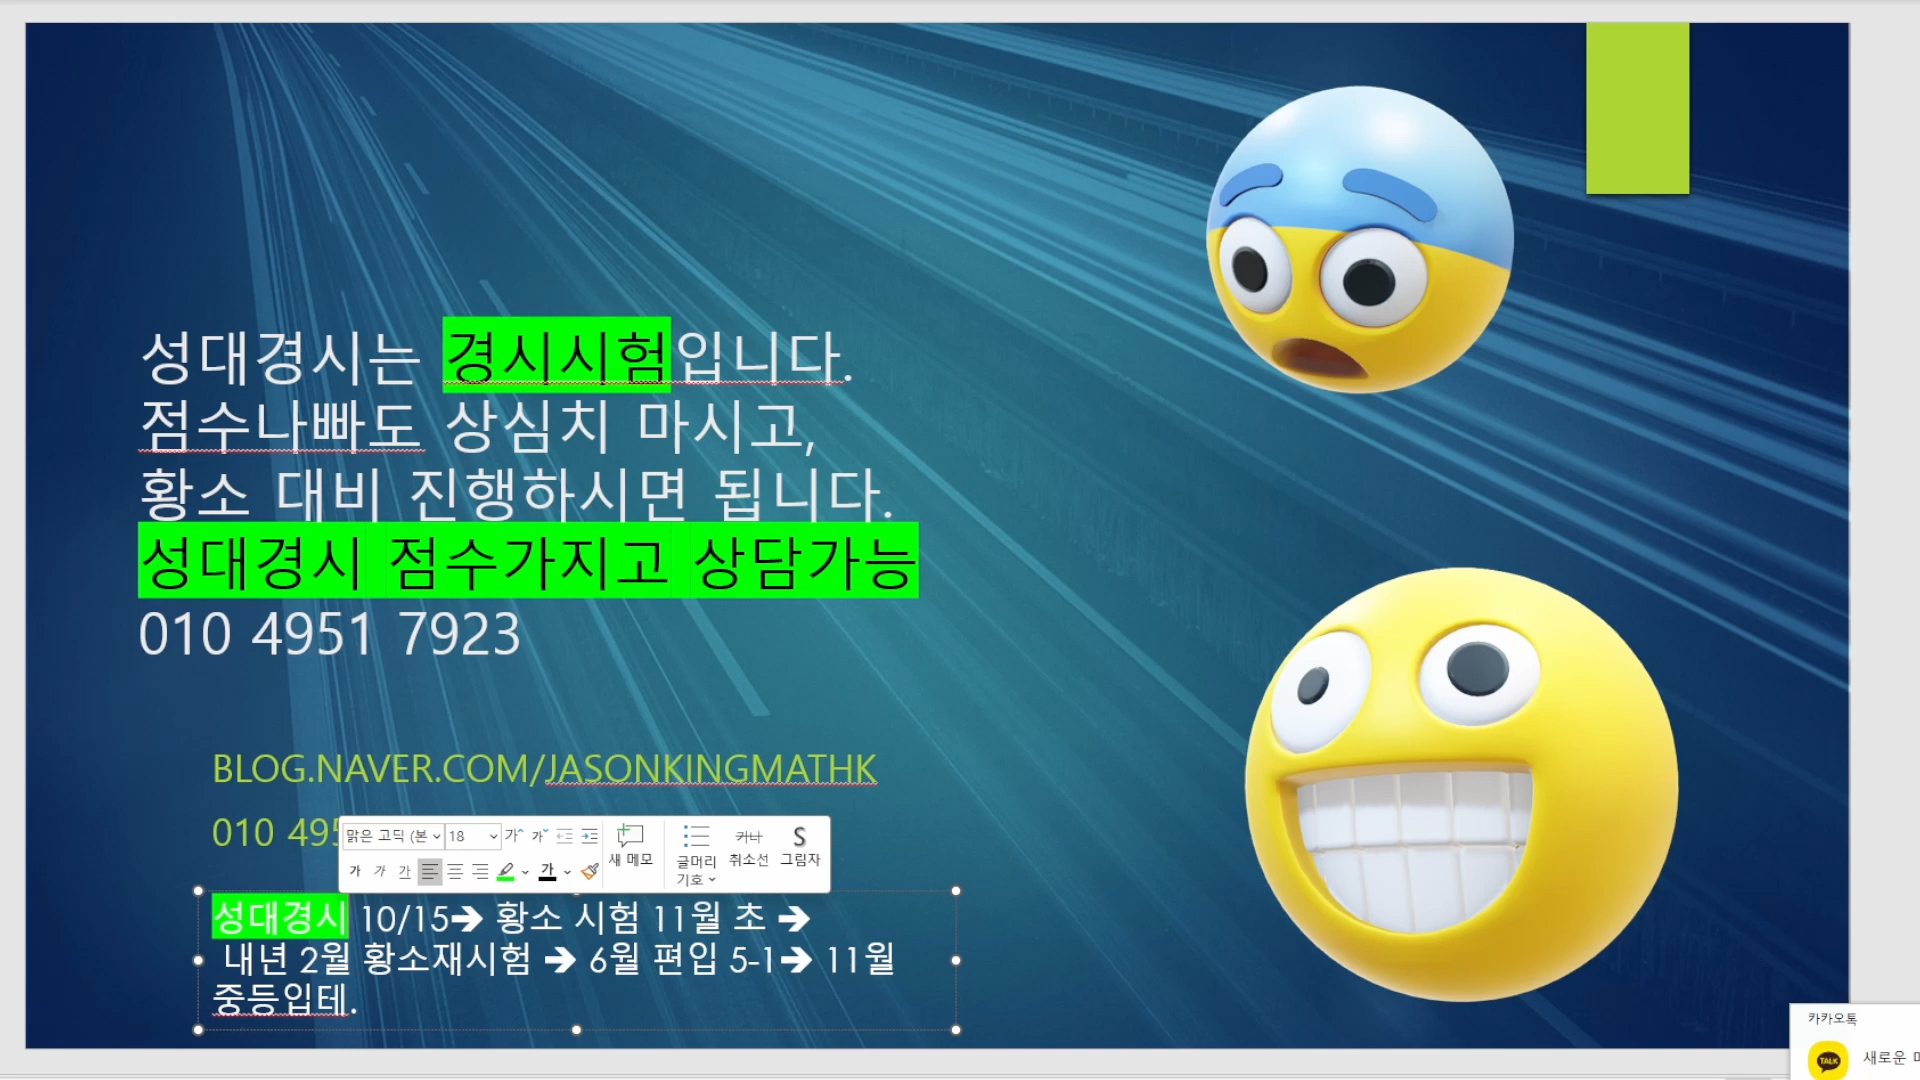 성대경시는 경시시험입니다.
점수나빠도 상심치 마시고,
황소 대비 진행하시면 됩니다.
성대경시 점수가지고 상담가능
010 4951 7923
BLOG.NAVER.COM/JASONKINGMATHK
010 495
맑은 고딕 (본 18 가 가
새 메모
글머리 기호
가나 취소선
S 그림자
가 가 가 가
성대경시 10/15➔ 황소 시험 11월 초 ➔
내년 2월 황소재시험 ➔ 6월 편입 5-1➔ 11월
중등입테.
카카오톡
TALK
새로운